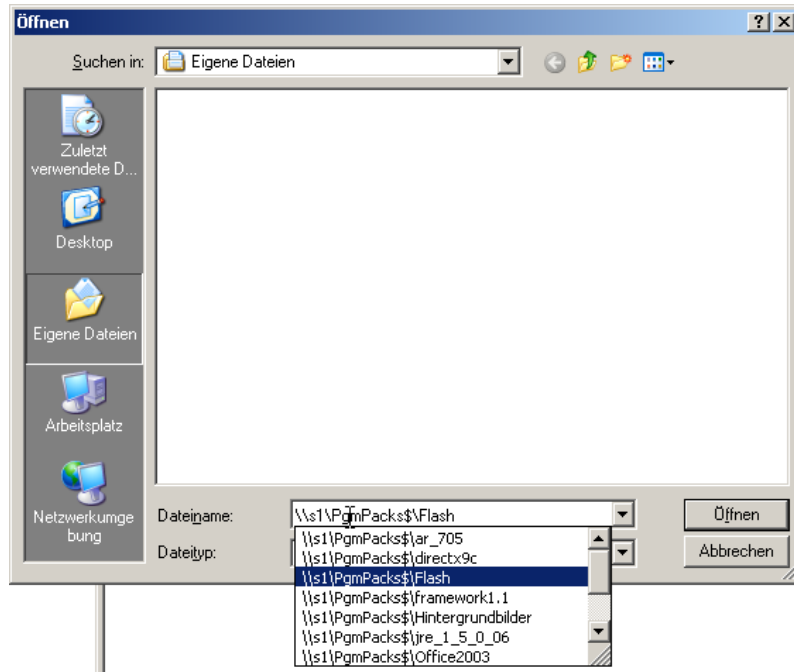 Öffnen
Suchen in:
Eigene Dateien
Zuletzt
verwendete D...
Desktop
Eigene Dateien
Arbeitsplatz
Netzwerkumge
bung
Dateiname:
\\s1\PgmPacks$\Flash
Öffnen
Dateityp:
Abbrechen
\\s1\PgmPacks$\ar_705
\\s1\PgmPacks$\directx9c
\\s1\PgmPacks$\Flash
\\s1\PgmPacks$\framework1.1
\\s1\PgmPacks$\Hintergrundbilder
\\s1\PgmPacks$\jre_1_5_0_06
\\s1\PgmPacks$\Office2003